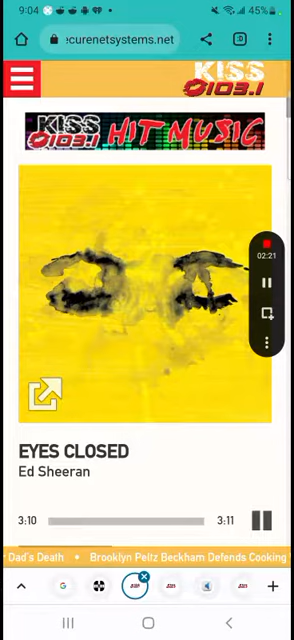 9:04
45%
:curenetsystems.net
:D
KISS
103.1
KISS
103.1
HIT MUSIC
02:21
EYES CLOSED
Ed Sheeran
3:10
3:11
Dad's Death • Brooklyn Peltz Beckham Defends Cooking